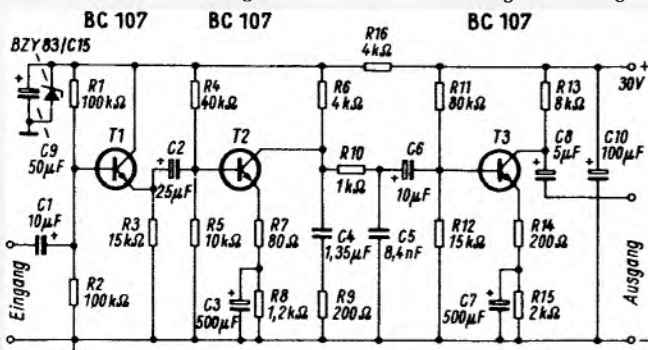 BC 107
BC 107
BC 107
BZY 83/C15
R16
4kΩ
+
30V
R1
100kΩ
R4
40kΩ
R6
4kΩ
R11
80kΩ
R13
8kΩ
C9
50µF
+
T1
C2
+
25µF
T2
R10
1kΩ
C6
+
10µF
T3
C8
5µF
+
C10
100µF
+
C1
10µF
+
R3
15kΩ
R5
10kΩ
R7
80Ω
C4
1,35µF
C5
8,4nF
R12
15kΩ
R14
200Ω
Eingang
R2
100kΩ
C3
500µF
+
R8
1,2kΩ
R9
200Ω
C7
500µF
+
R15
2kΩ
Ausgang
−